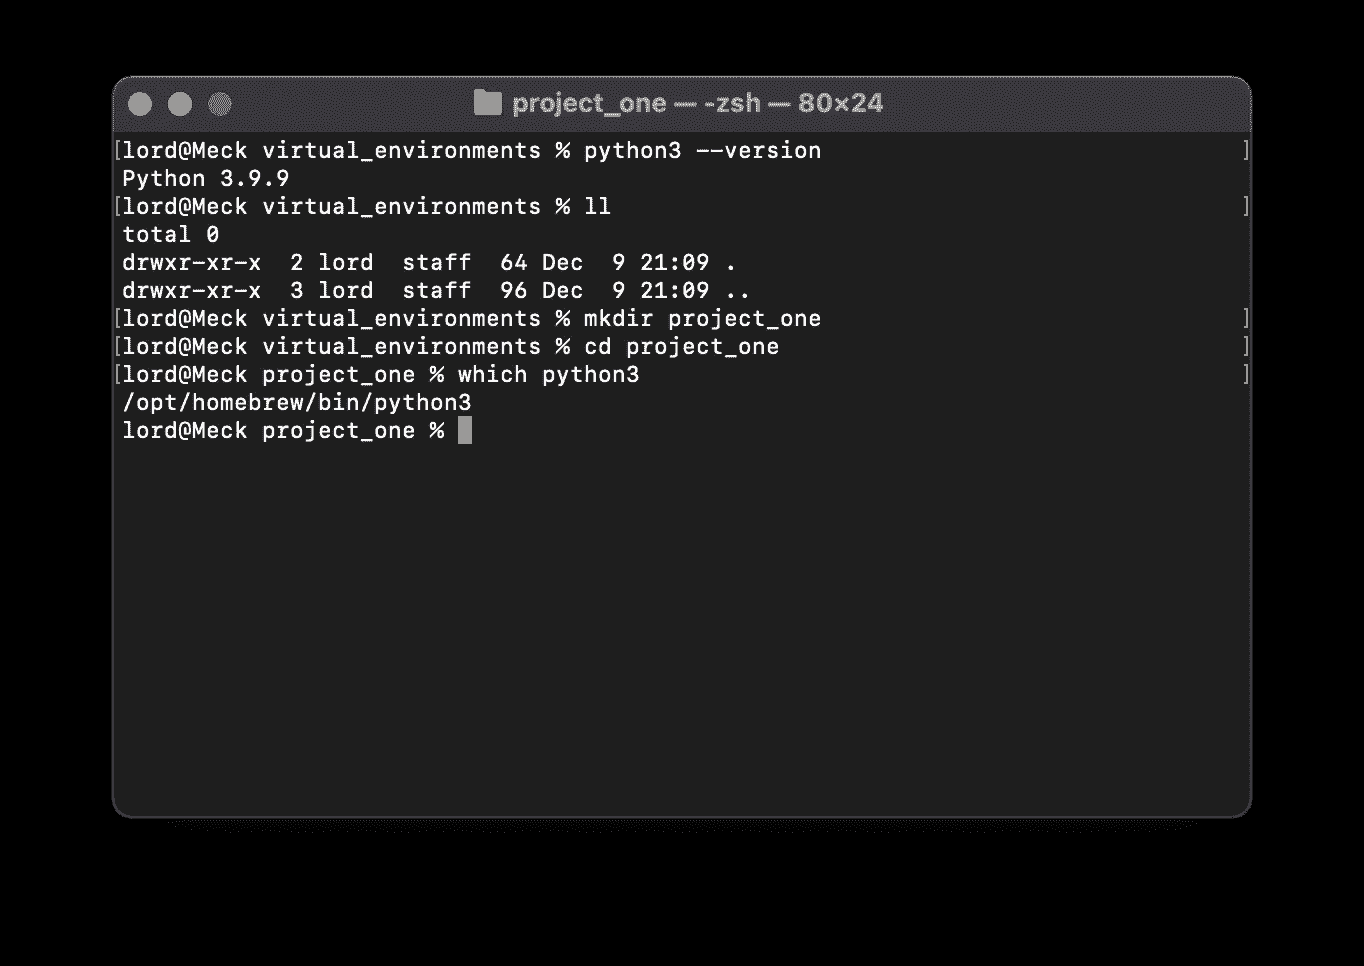 project_one — -zsh — 80×24
[lord@Meck virtual_environments % python3 --version ]
Python 3.9.9
[lord@Meck virtual_environments % ll ]
total 0
drwxr-xr-x  2 lord  staff  64 Dec  9 21:09 .
drwxr-xr-x  3 lord  staff  96 Dec  9 21:09 ..
[lord@Meck virtual_environments % mkdir project_one ]
[lord@Meck virtual_environments % cd project_one ]
[lord@Meck project_one % which python3 ]
/opt/homebrew/bin/python3
lord@Meck project_one %